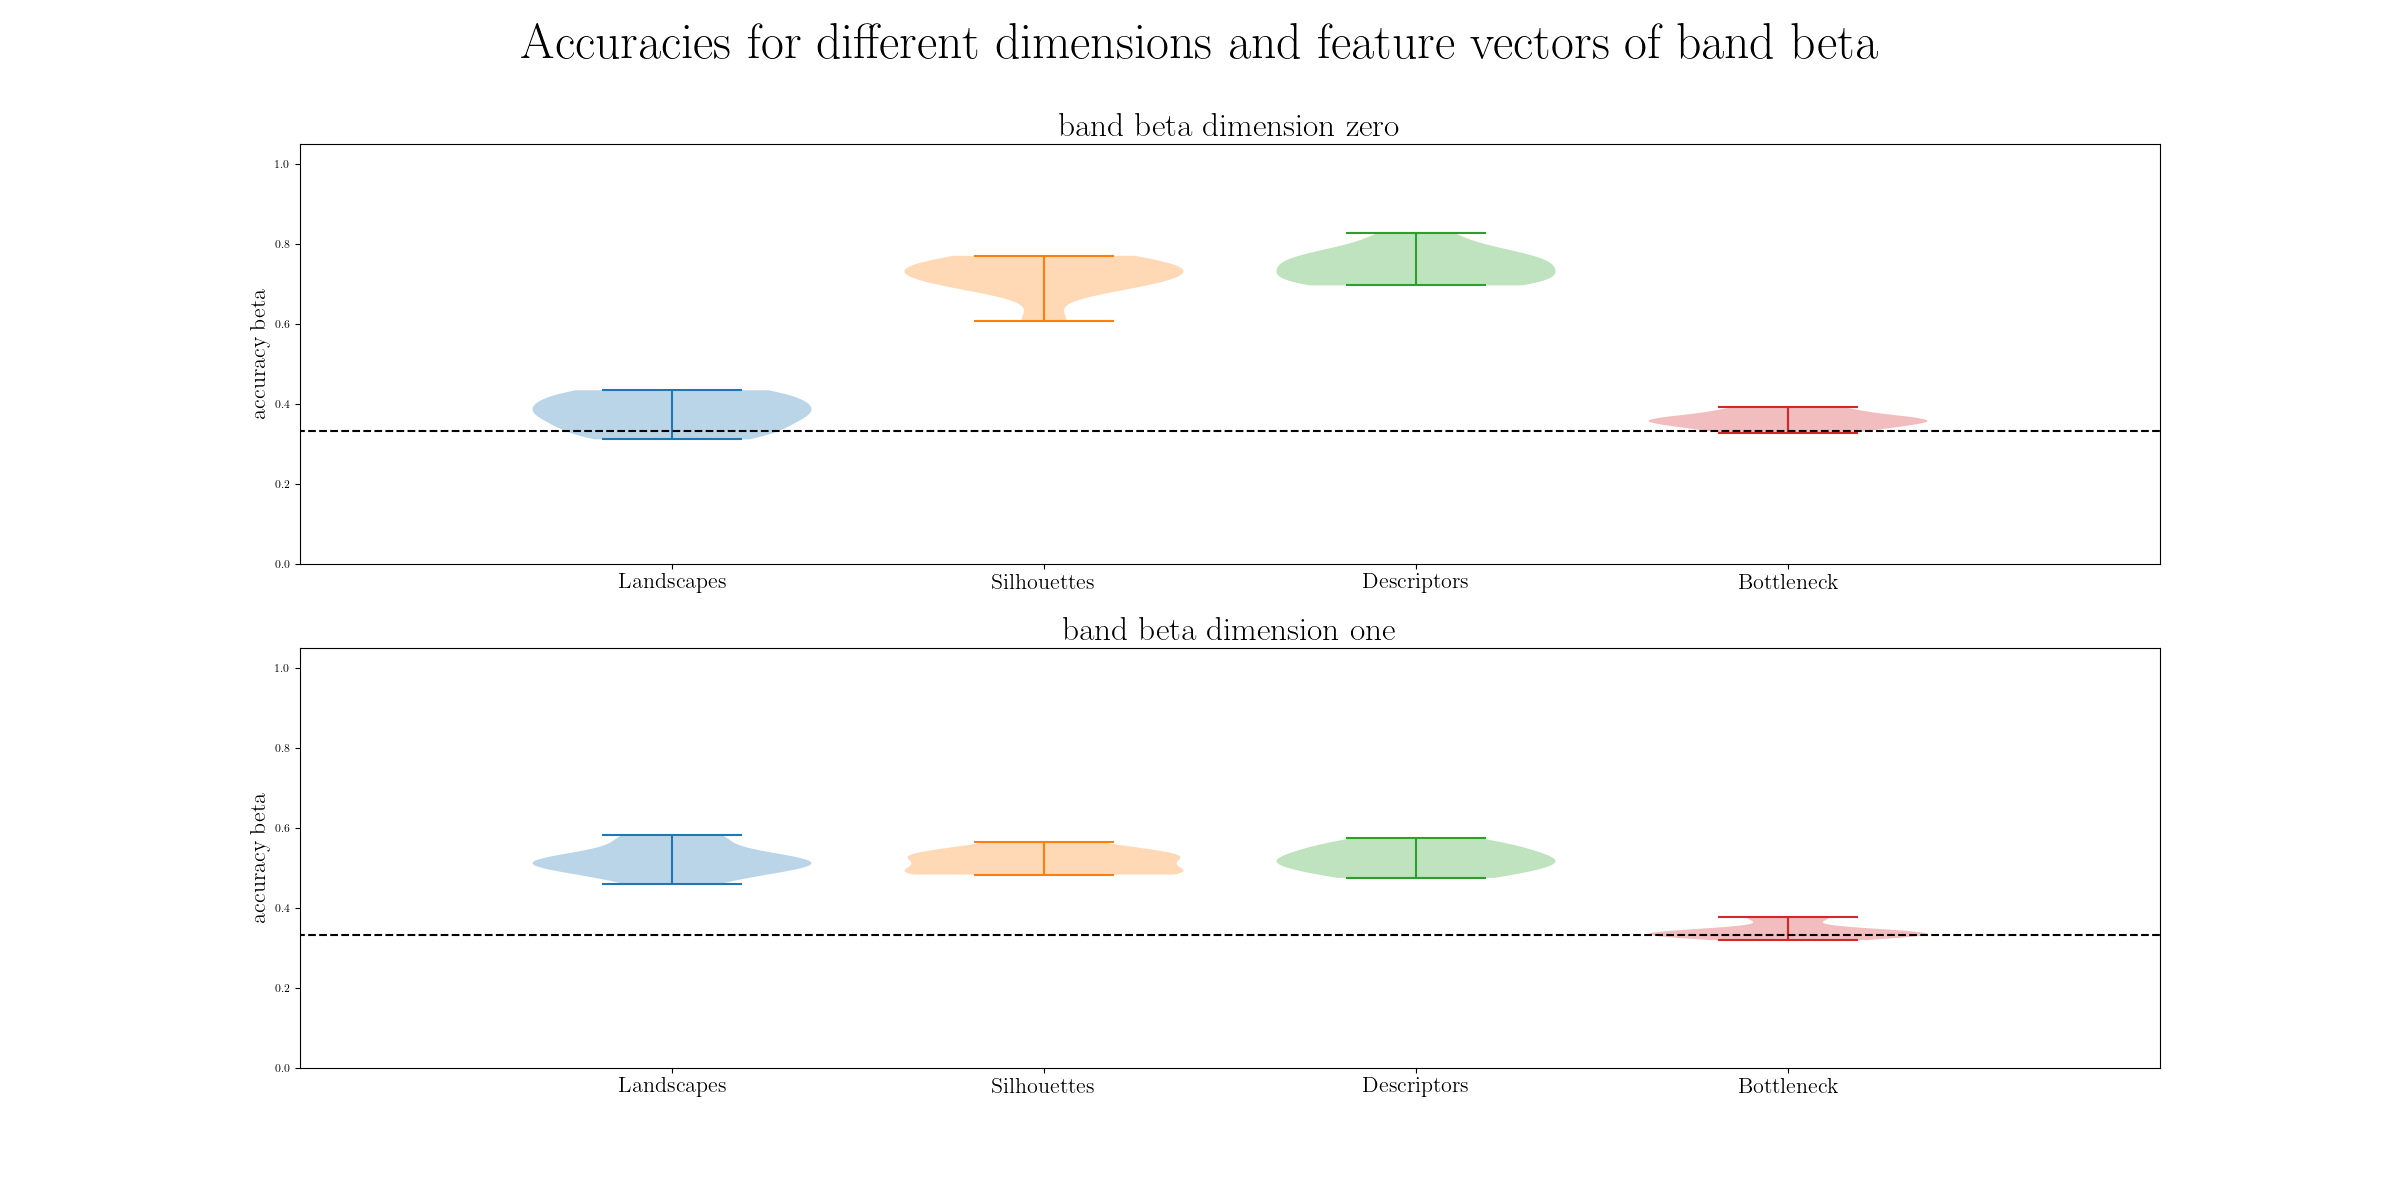 Accuracies for different dimensions and feature vectors of band beta
band beta dimension zero
1.0
0.8
0.6
0.4
0.2
0.0
accuracy beta
Landscapes Silhouettes Descriptors Bottleneck
band beta dimension one
1.0
0.8
0.6
0.4
0.2
0.0
accuracy beta
Landscapes Silhouettes Descriptors Bottleneck